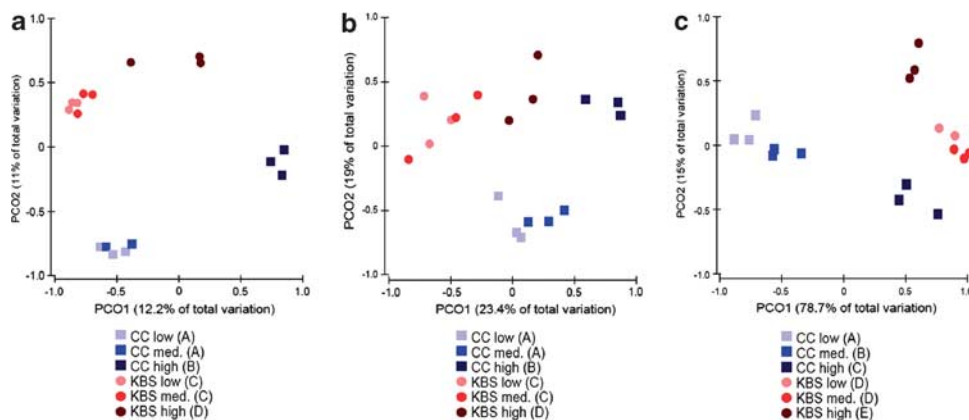 a
1.0
0.5
0
-0.5
-1.0
PCO2 (11% of total variation)
-1.0 -0.5 0 0.5 1.0
PCO1 (12.2% of total variation)
CC low (A)
CC med. (A)
CC high (B)
KBS low (C)
KBS med. (C)
KBS high (D)
b
1.0
0.5
0
-0.5
-1.0
PCO2 (19% of total variation)
-1.0 -0.5 0 0.5 1.0
PCO1 (23.4% of total variation)
CC low (A)
CC med. (A)
CC high (B)
KBS low (C)
KBS med. (C)
KBS high (D)
c
1.0
0.5
0
-0.5
-1.0
PCO2 (15% of total variation)
-1.0 -0.5 0 0.5 1.0
PCO1 (78.7% of total variation)
CC low (A)
CC med. (B)
CC high (C)
KBS low (D)
KBS med. (D)
KBS high (E)